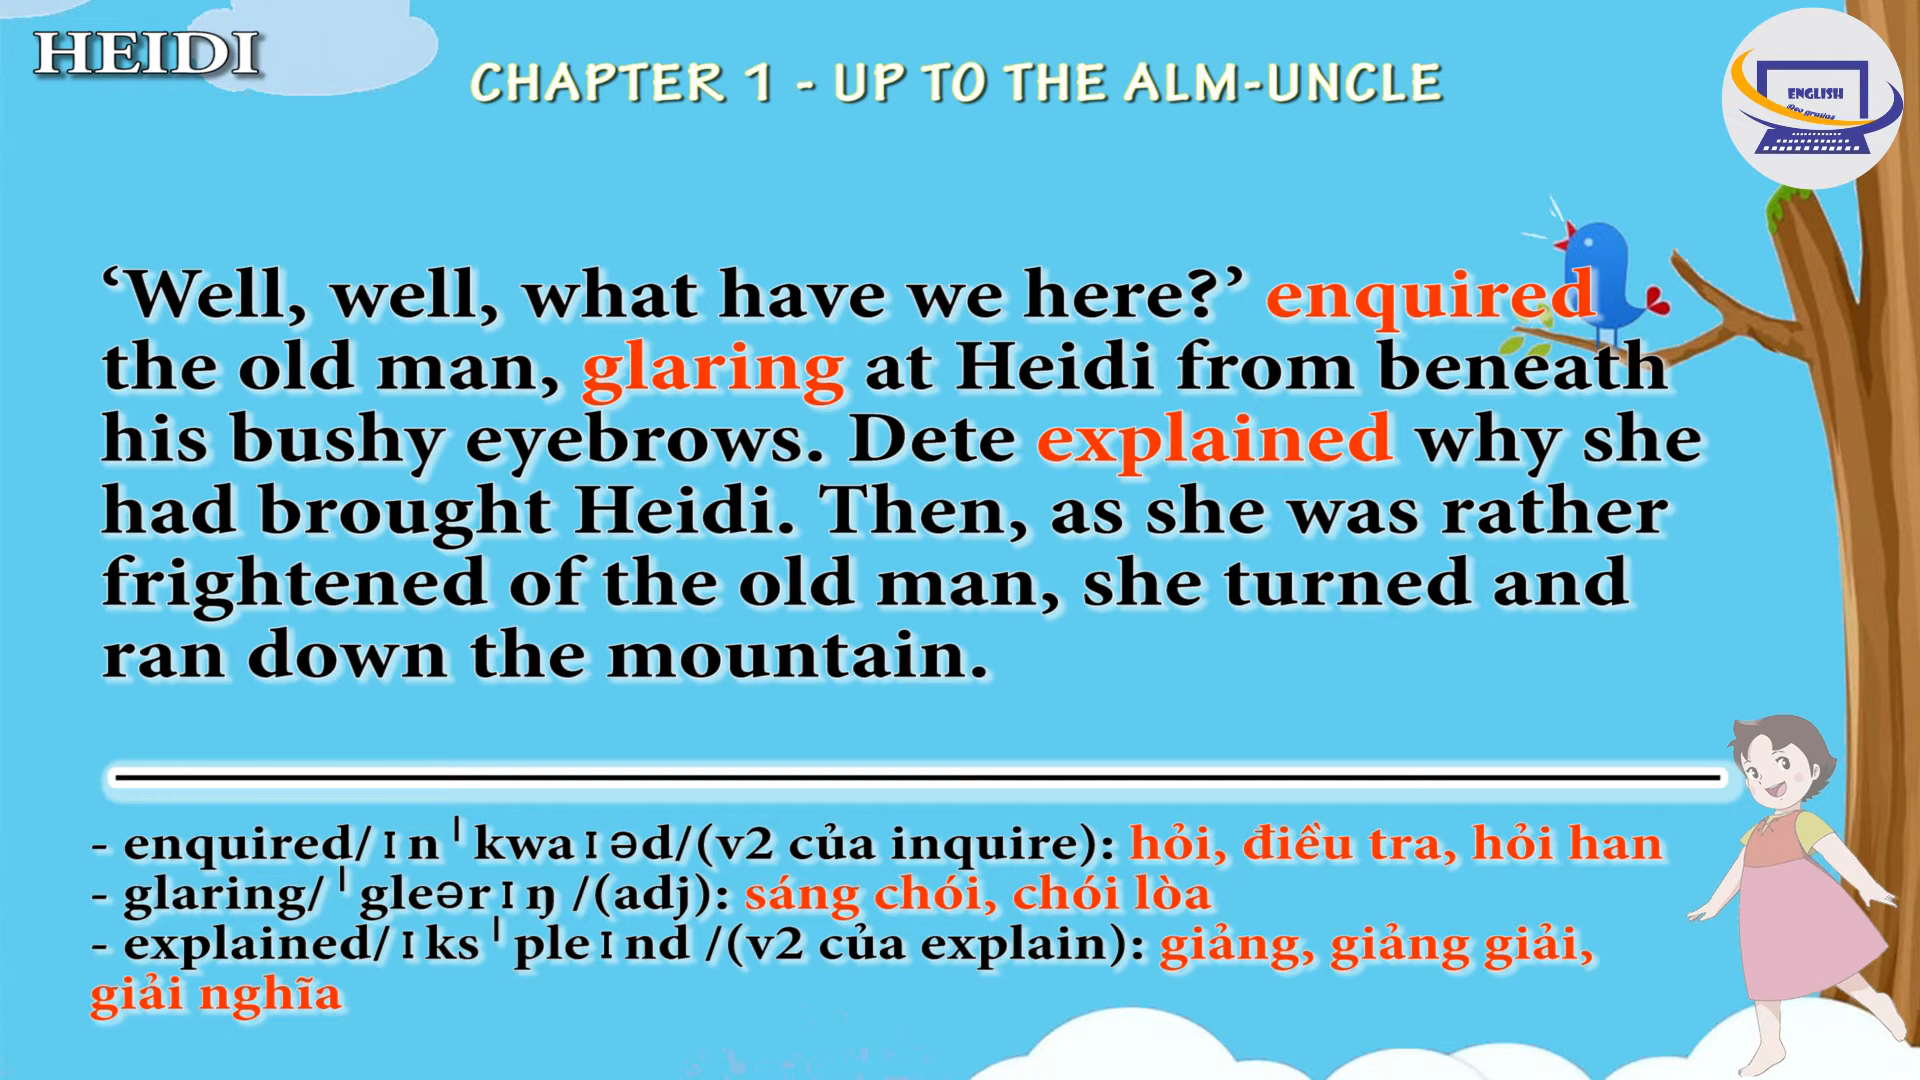 HEIDI
CHAPTER 1 - UP TO THE ALM-UNCLE
ENGLISH
Deo gratias
‘Well, well, what have we here?’ enquired
the old man, glaring at Heidi from beneath
his bushy eyebrows. Dete explained why she
had brought Heidi. Then, as she was rather
frightened of the old man, she turned and
ran down the mountain.
- enquired/ɪnˈkwaɪəd/(v2 của inquire): hỏi, điều tra, hỏi han
- glaring/ˈgleərɪŋ /(adj): sáng chói, chói lòa
- explained/ɪksˈpleɪnd /(v2 của explain): giảng, giảng giải,
giải nghĩa